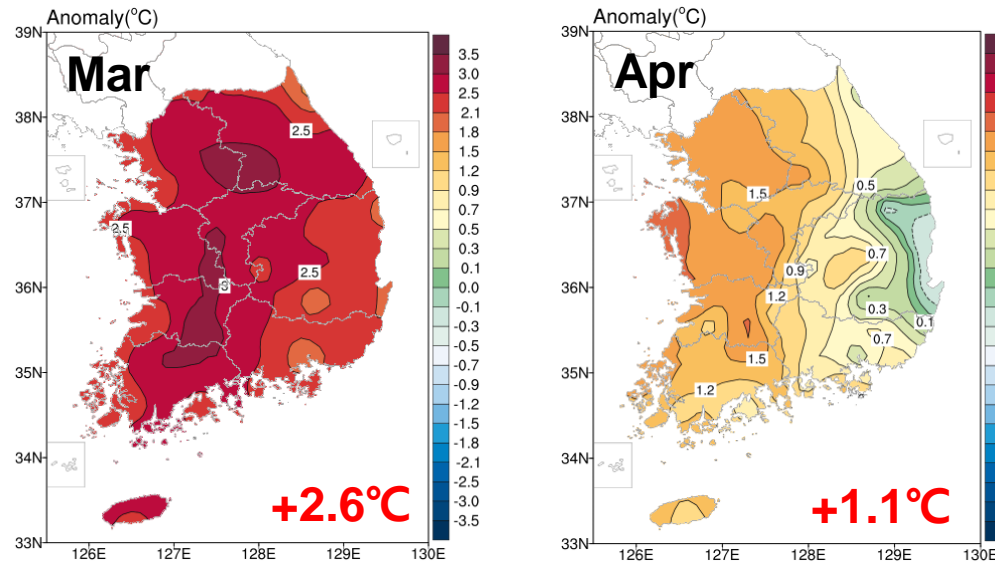 Anomaly(°C)
Mar
39N
38N
37N
36N
35N
34N
33N
126E 127E 128E 129E 130E
2.5
2.5
2.5
3
3.5
3.0
2.5
2.1
1.8
1.5
1.2
0.9
0.7
0.5
0.3
0.1
0.0
-0.1
-0.3
-0.5
-0.7
-0.9
-1.2
-1.5
-1.8
-2.1
-2.5
-3.0
-3.5
+2.6℃
Anomaly(°C)
Apr
39N
38N
37N
36N
35N
34N
33N
126E 127E 128E 129E 130E
0.5
1.5
0.7
0.9
1.2
0.3
0.1
0.7
1.5
1.2
+1.1℃